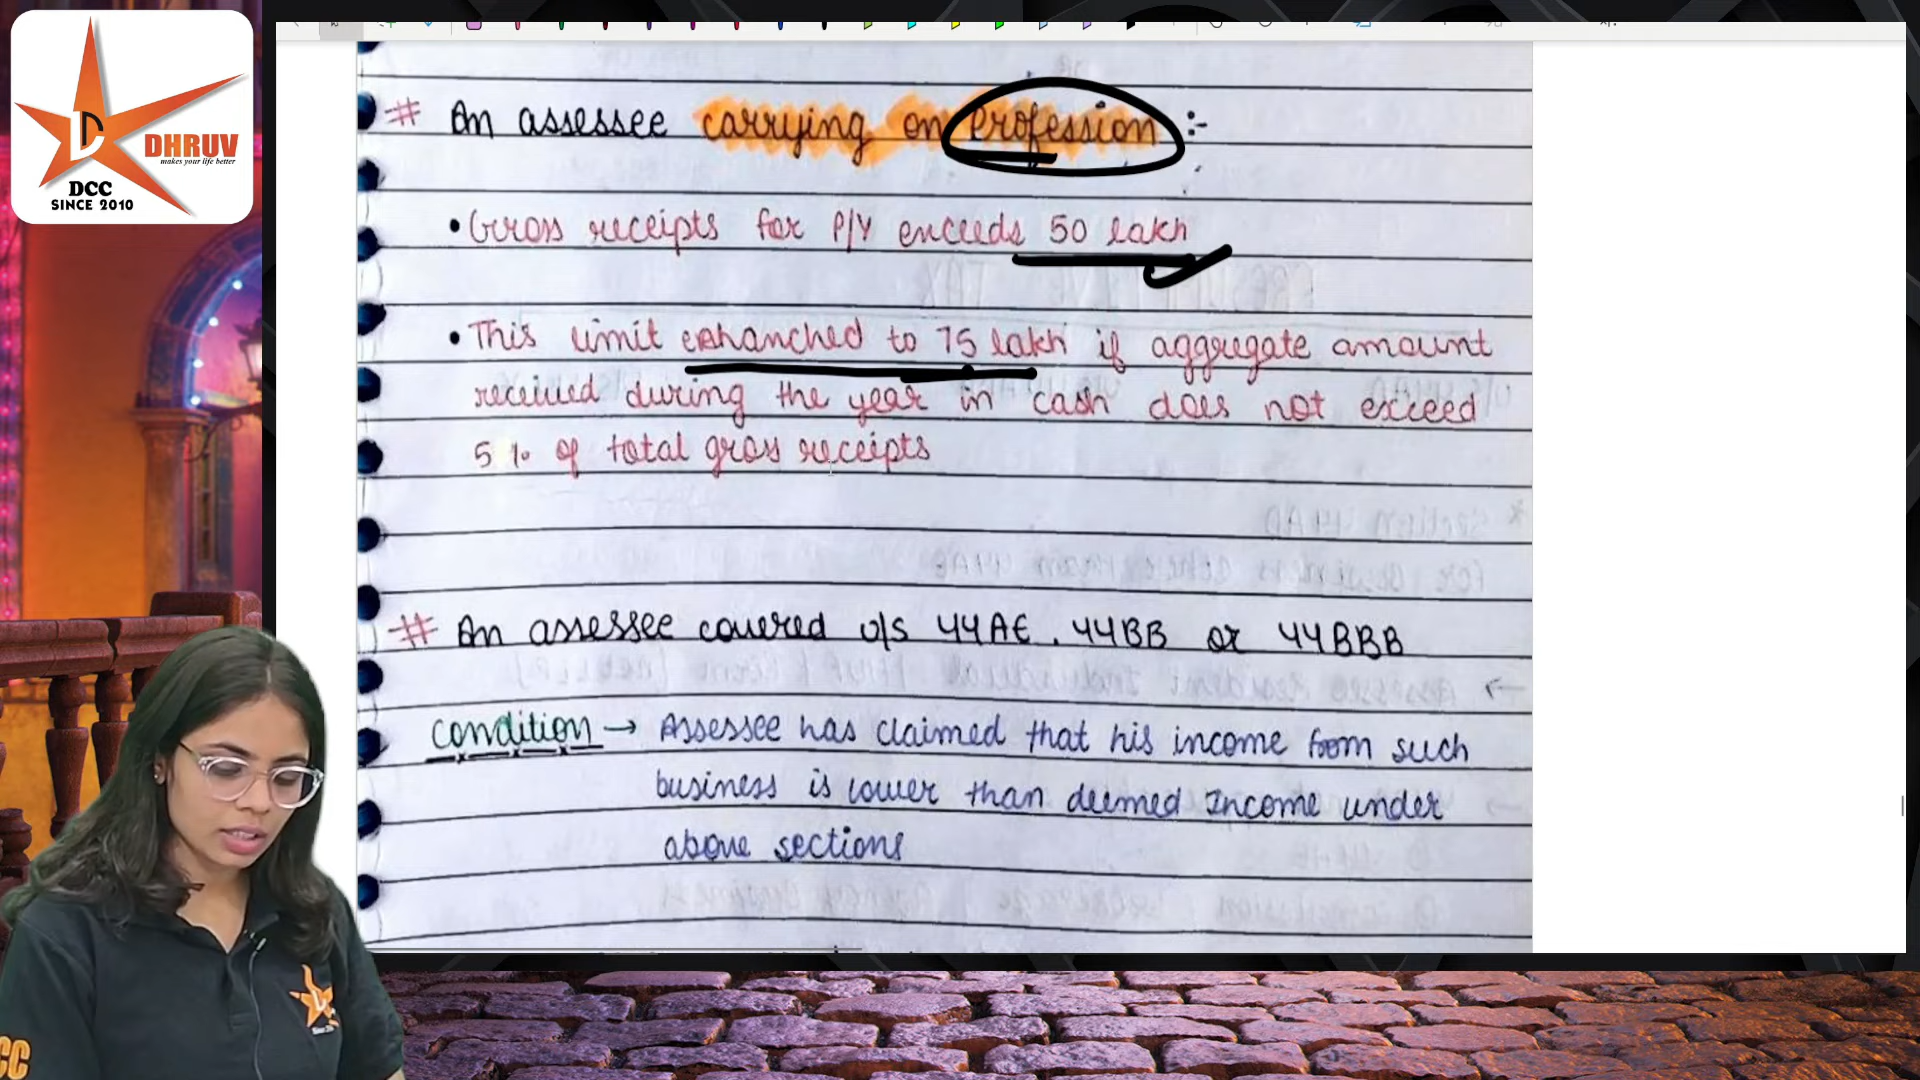 DHRUV
makes your life better
DCC
SINCE 2010
# An assessee carrying on profession :-
• Gross receipts for P/Y exceeds 50 lakh
• This limit enhanched to 75 lakh if aggregate amount
received during the year in cash does not exceed
5 % of total gross receipts
# An assessee covered u/s 44AE, 44BB or 44BBB
condition → Assessee has claimed that his income from such
business is lower than deemed Income under
above sections